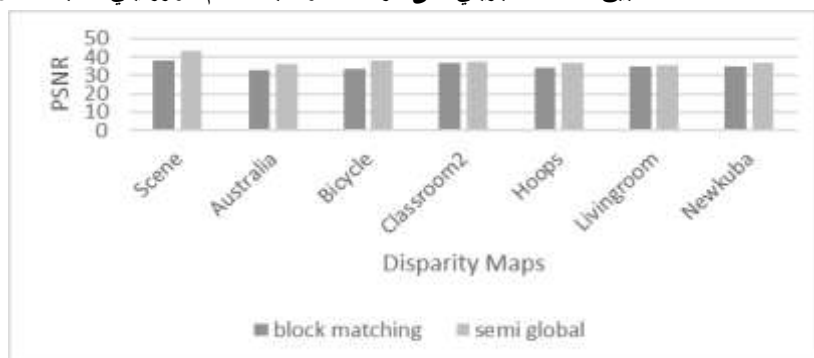 PSNR
50
40
30
20
10
0
Scene
Australia
Bicycle
Classroom2
Hoops
Livingroom
Newkuba
Disparity Maps
block matching semi global